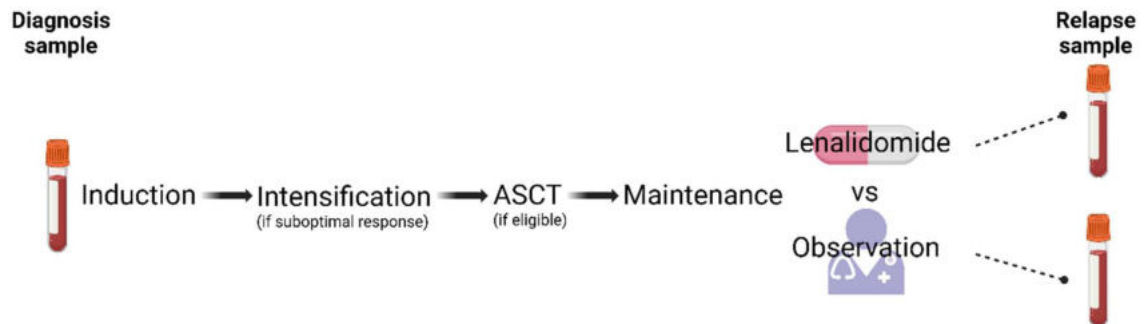 Diagnosis
sample
Relapse
sample
Induction
Intensification
(if suboptimal response)
ASCT
(if eligible)
Maintenance
Lenalidomide
vs
Observation